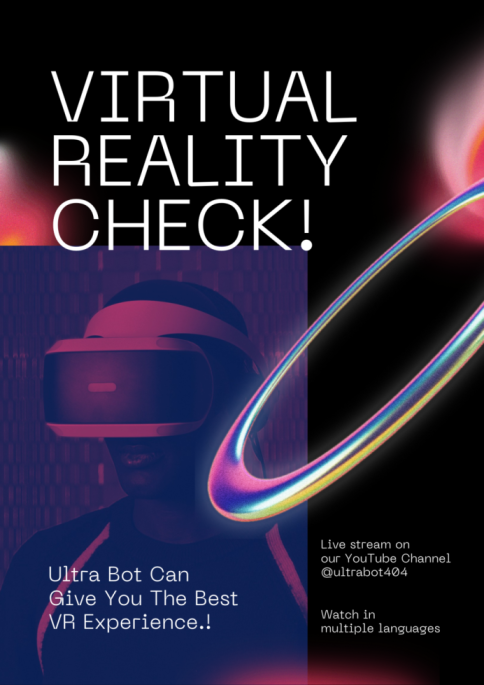 VIRTUAL
REALITY
CHECK!
Ultra Bot Can
Give You The Best
VR Experience.!
Live stream on
our YouTube Channel
@ultrabot404
Watch in
multiple languages